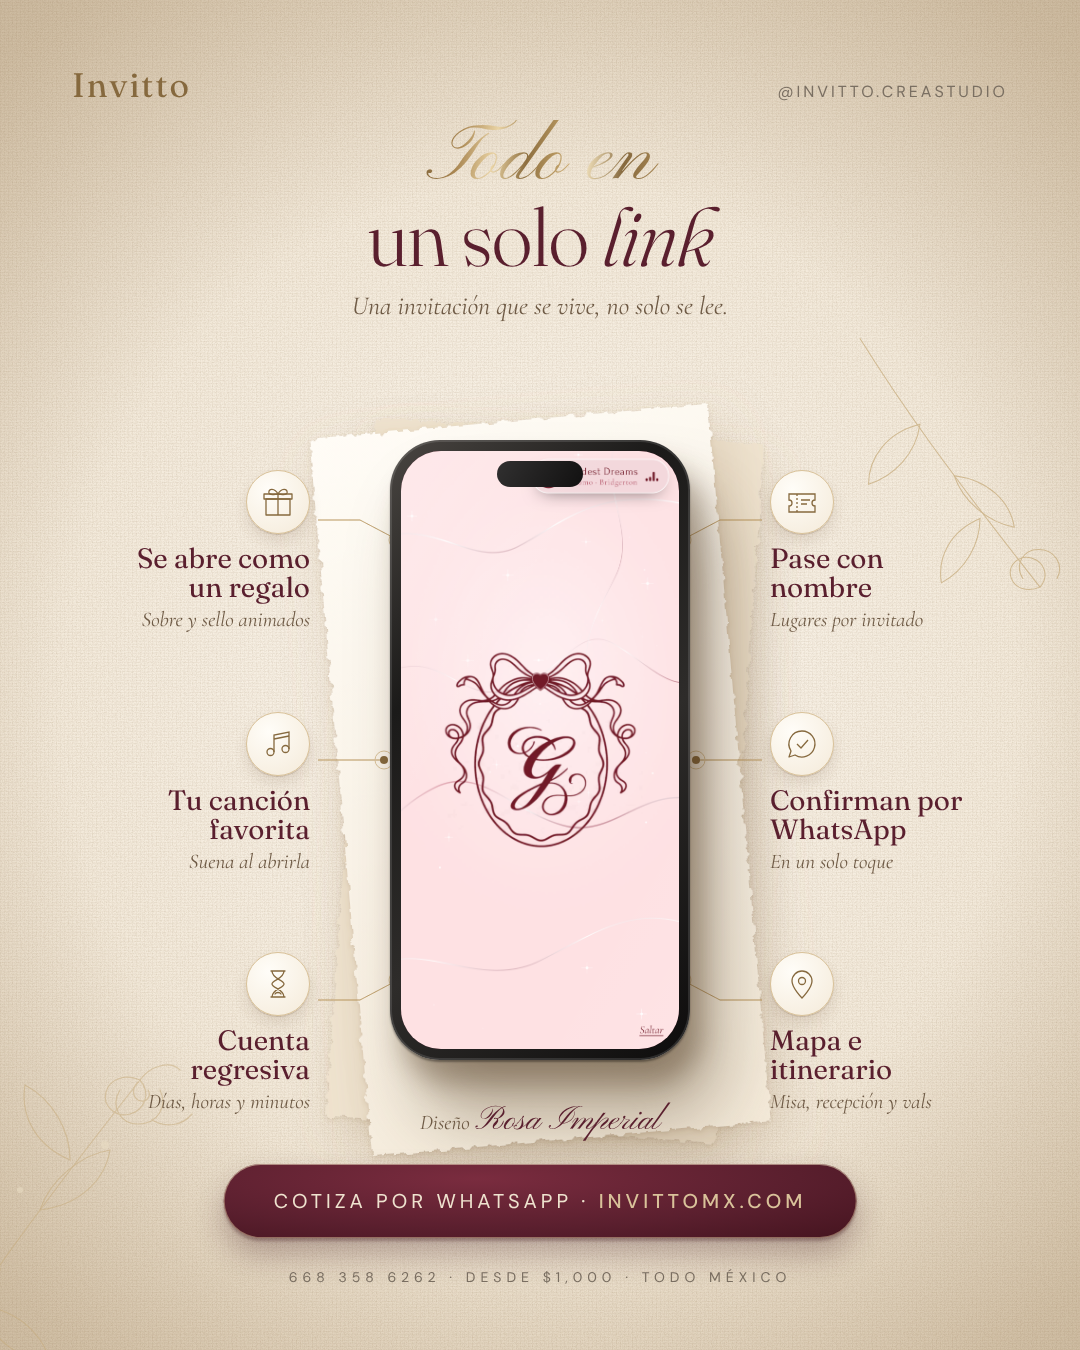 Invitto
@INVITTO.CREASTUDIO
Todo en
un solo link
Una invitación que se vive, no solo se lee.
Dreams
· Bridgerton
Se abre como
un regalo
Sobre y sello animados
Pase con
nombre
Lugares por invitado
G
Tu canción
favorita
Suena al abrirla
Confirman por
WhatsApp
En un solo toque
Cuenta
regresiva
Días, horas y minutos
Mapa e
itinerario
Misa, recepción y vals
Saltar
Diseño Rosa Imperial
COTIZA POR WHATSAPP · INVITTOMX.COM
668 358 6262 · DESDE $1,000 · TODO MÉXICO